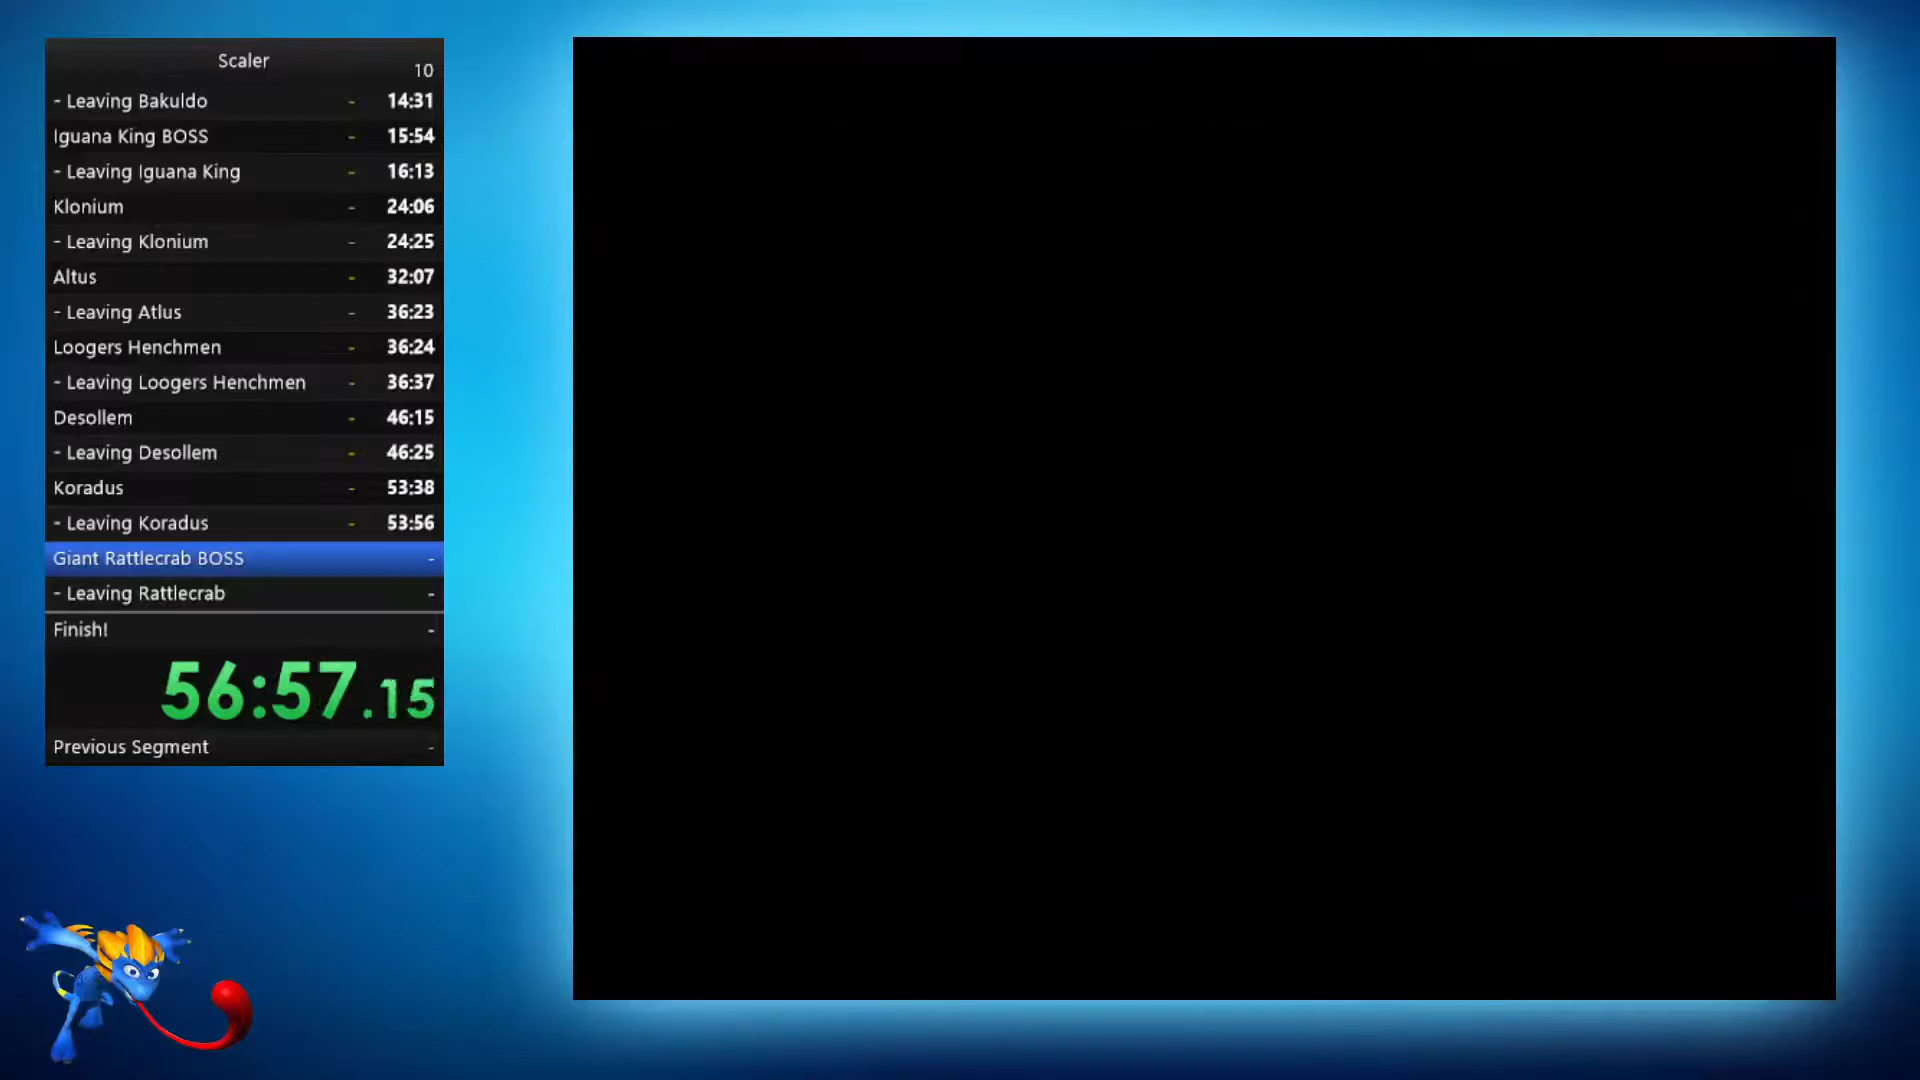 Scaler
10
- Leaving Bakuldo - 14:31
Iguana King BOSS - 15:54
- Leaving Iguana King - 16:13
Klonium - 24:06
- Leaving Klonium - 24:25
Altus - 32:07
- Leaving Atlus - 36:23
Loogers Henchmen - 36:24
- Leaving Loogers Henchmen - 36:37
Desollem - 46:15
- Leaving Desollem - 46:25
Koradus - 53:38
- Leaving Koradus - 53:56
Giant Rattlecrab BOSS -
- Leaving Rattlecrab -
Finish! -
56:57.15
Previous Segment -